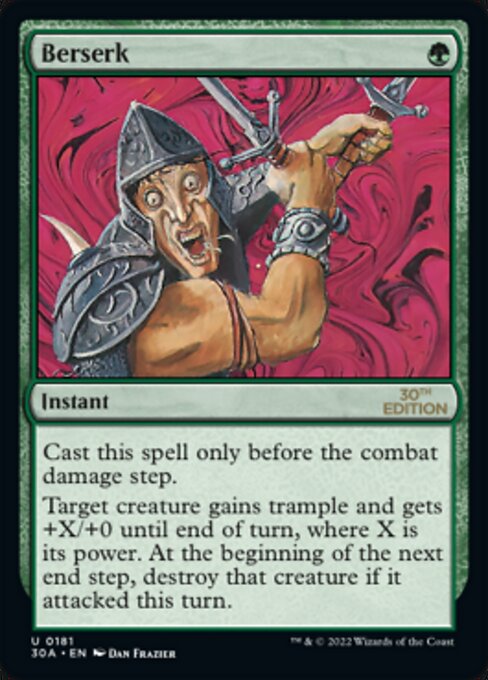 Berserk
Instant
30TH
EDITION
Cast this spell only before the combat
damage step.
Target creature gains trample and gets
+X/+0 until end of turn, where X is
its power. At the beginning of the next
end step, destroy that creature if it
attacked this turn.
U 0181
30A • EN DAN FRAZIER
™ & © 2022 Wizards of the Coast